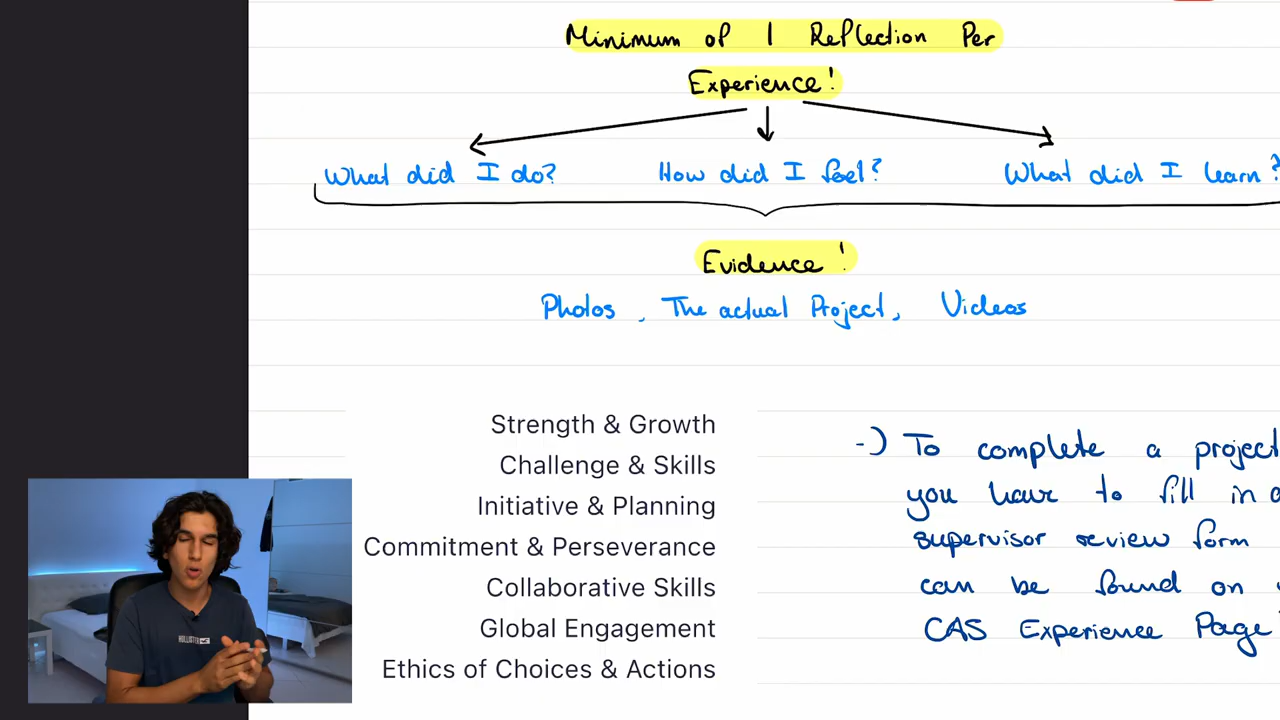 Minimum of 1 Reflection Per
Experience!
What did I do? How did I feel? What did I learn?
Evidence!
Photos, The actual Project, Videos
Strength & Growth
Challenge & Skills
Initiative & Planning
Commitment & Perseverance
Collaborative Skills
Global Engagement
Ethics of Choices & Actions
-) To complete a project
you have to fill in a
supervisor review form
can be found on
CAS Experience Page
HOLLISTER